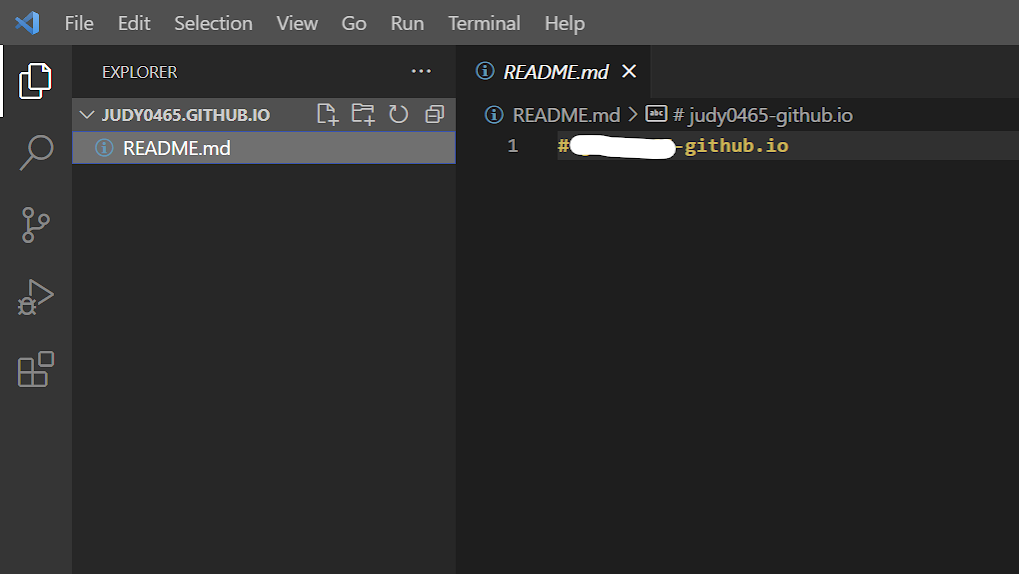 File Edit Selection View Go Run Terminal Help
EXPLORER ...
README.md
JUDY0465.GITHUB.IO
README.md > abc # judy0465-github.io
README.md
1 # -github.io